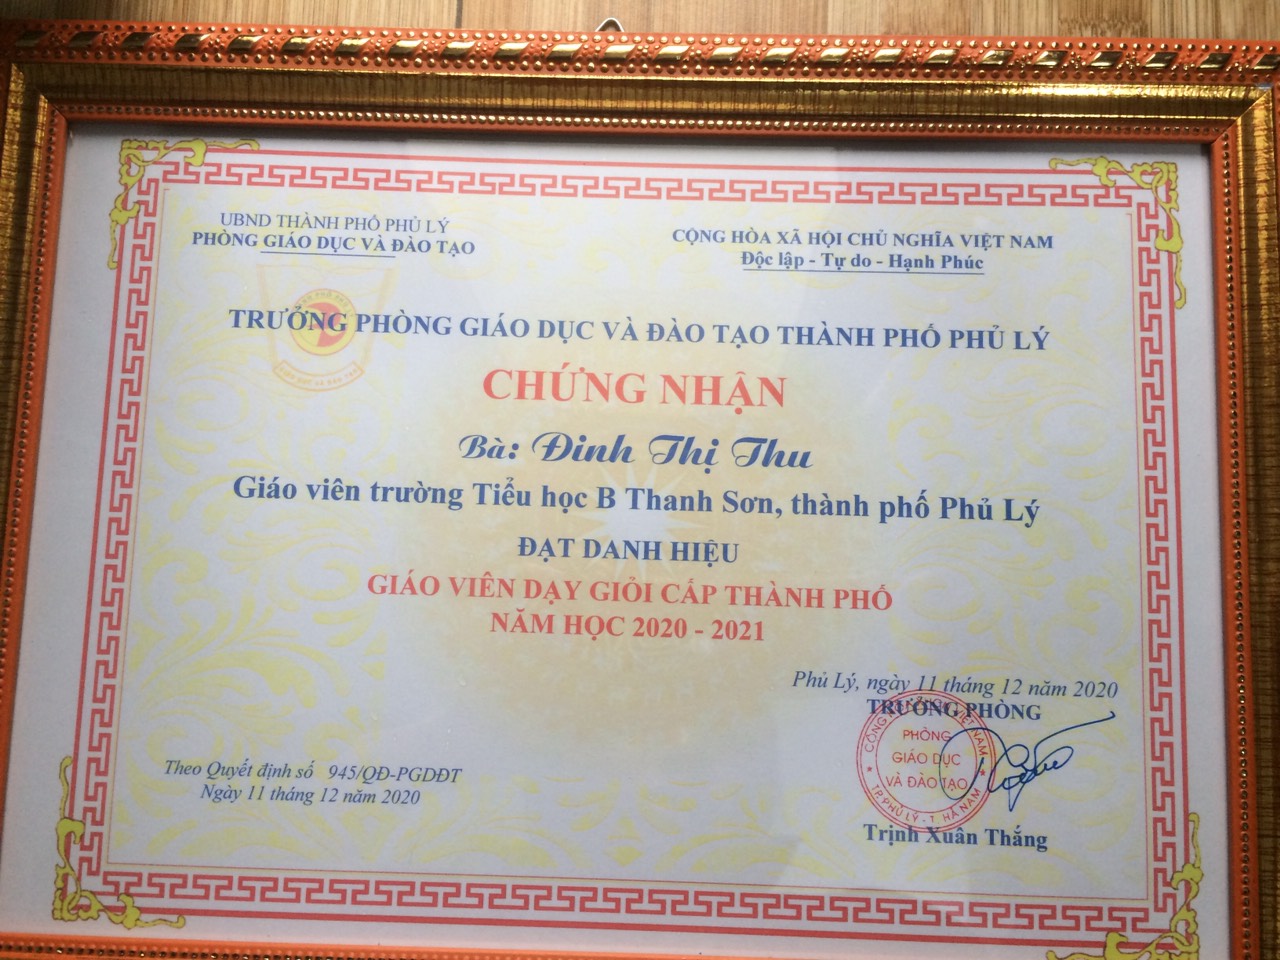 UBND THÀNH PHỐ PHỦ LÝ
PHÒNG GIÁO DỤC VÀ ĐÀO TẠO
CỘNG HÒA XÃ HỘI CHỦ NGHĨA VIỆT NAM
Độc lập - Tự do - Hạnh Phúc
TRƯỞNG PHÒNG GIÁO DỤC VÀ ĐÀO TẠO THÀNH PHỐ PHỦ LÝ
CHỨNG NHẬN
Bà: Đinh Thị Thu
Giáo viên trường Tiểu học B Thanh Sơn, thành phố Phủ Lý
ĐẠT DANH HIỆU
GIÁO VIÊN DẠY GIỎI CẤP THÀNH PHỐ
NĂM HỌC 2020 - 2021
Phủ Lý, ngày 11 tháng 12 năm 2020
TRƯỞNG PHÒNG
PHÒNG
GIÁO DỤC
VÀ ĐÀO TẠO
TP.PHỦ LÝ - T. HÀ NAM
Theo Quyết định số 945/QĐ-PGDĐT
Ngày 11 tháng 12 năm 2020
Trịnh Xuân Thắng